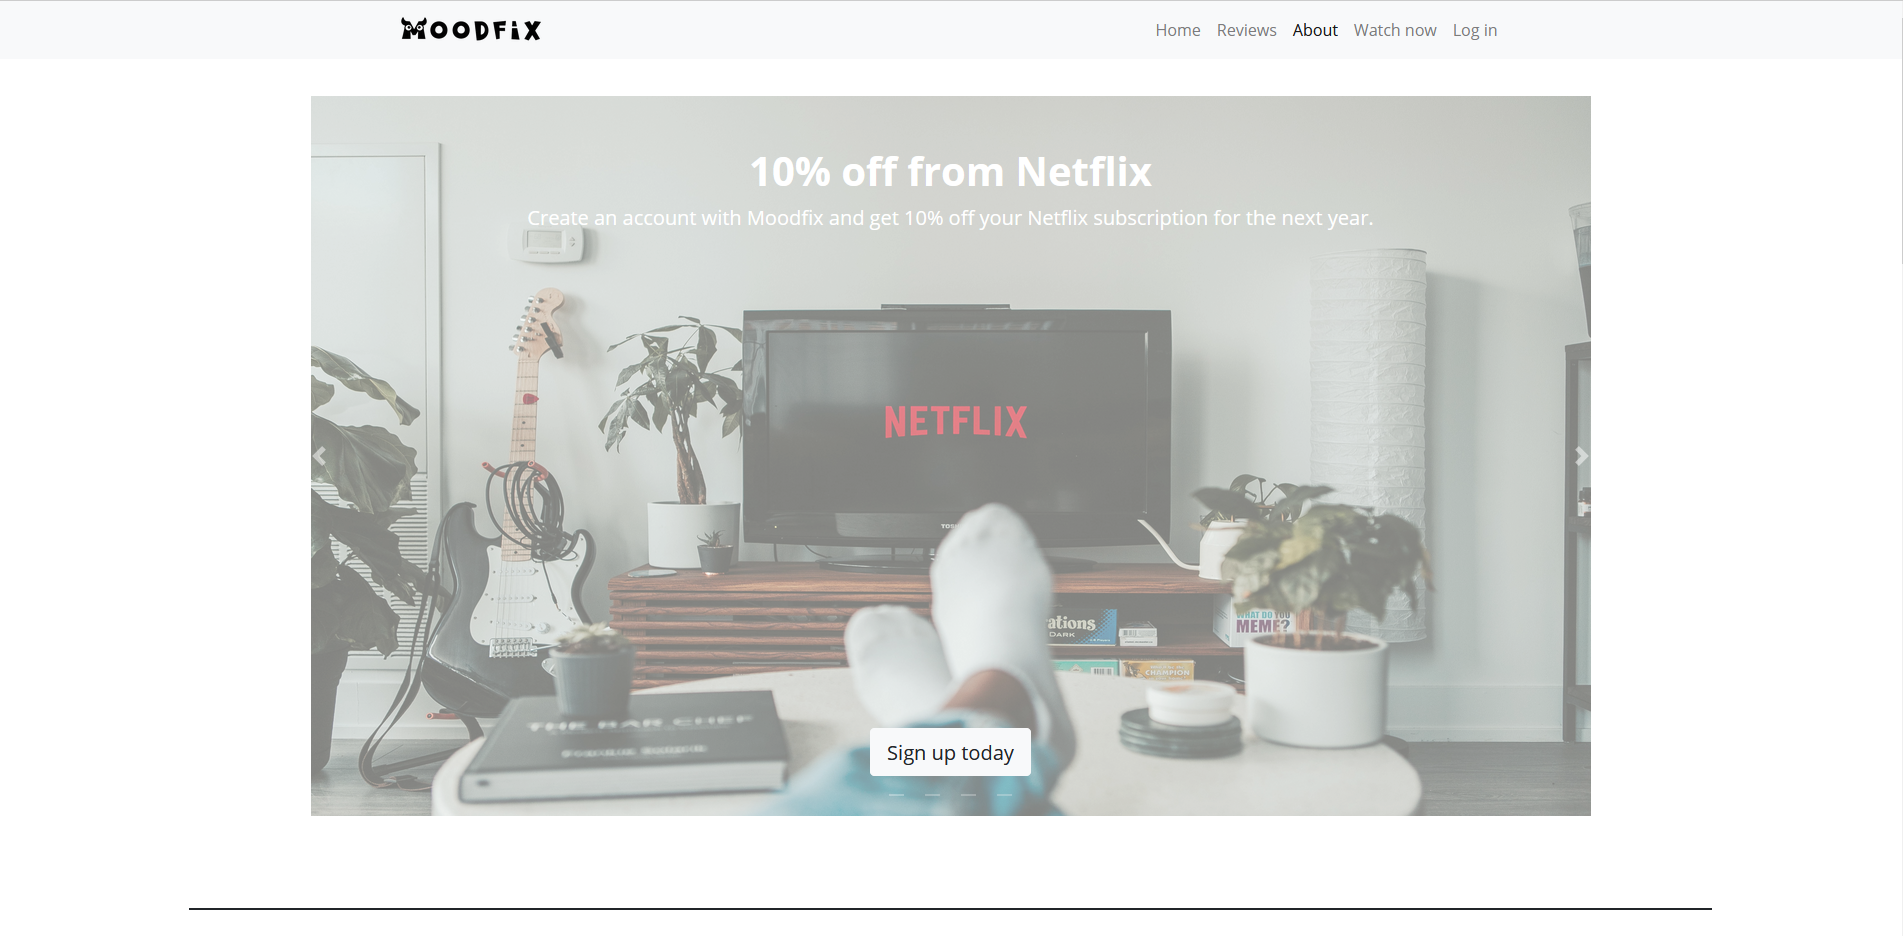 MOODFIX
Home Reviews About Watch now Log in
10% off from Netflix
Create an account with Moodfix and get 10% off your Netflix subscription for the next year.
NETFLIX
ations
DARK
WHAT DO YOU
MEME?
CHAMPION
THE BAR CHEF
Sign up today